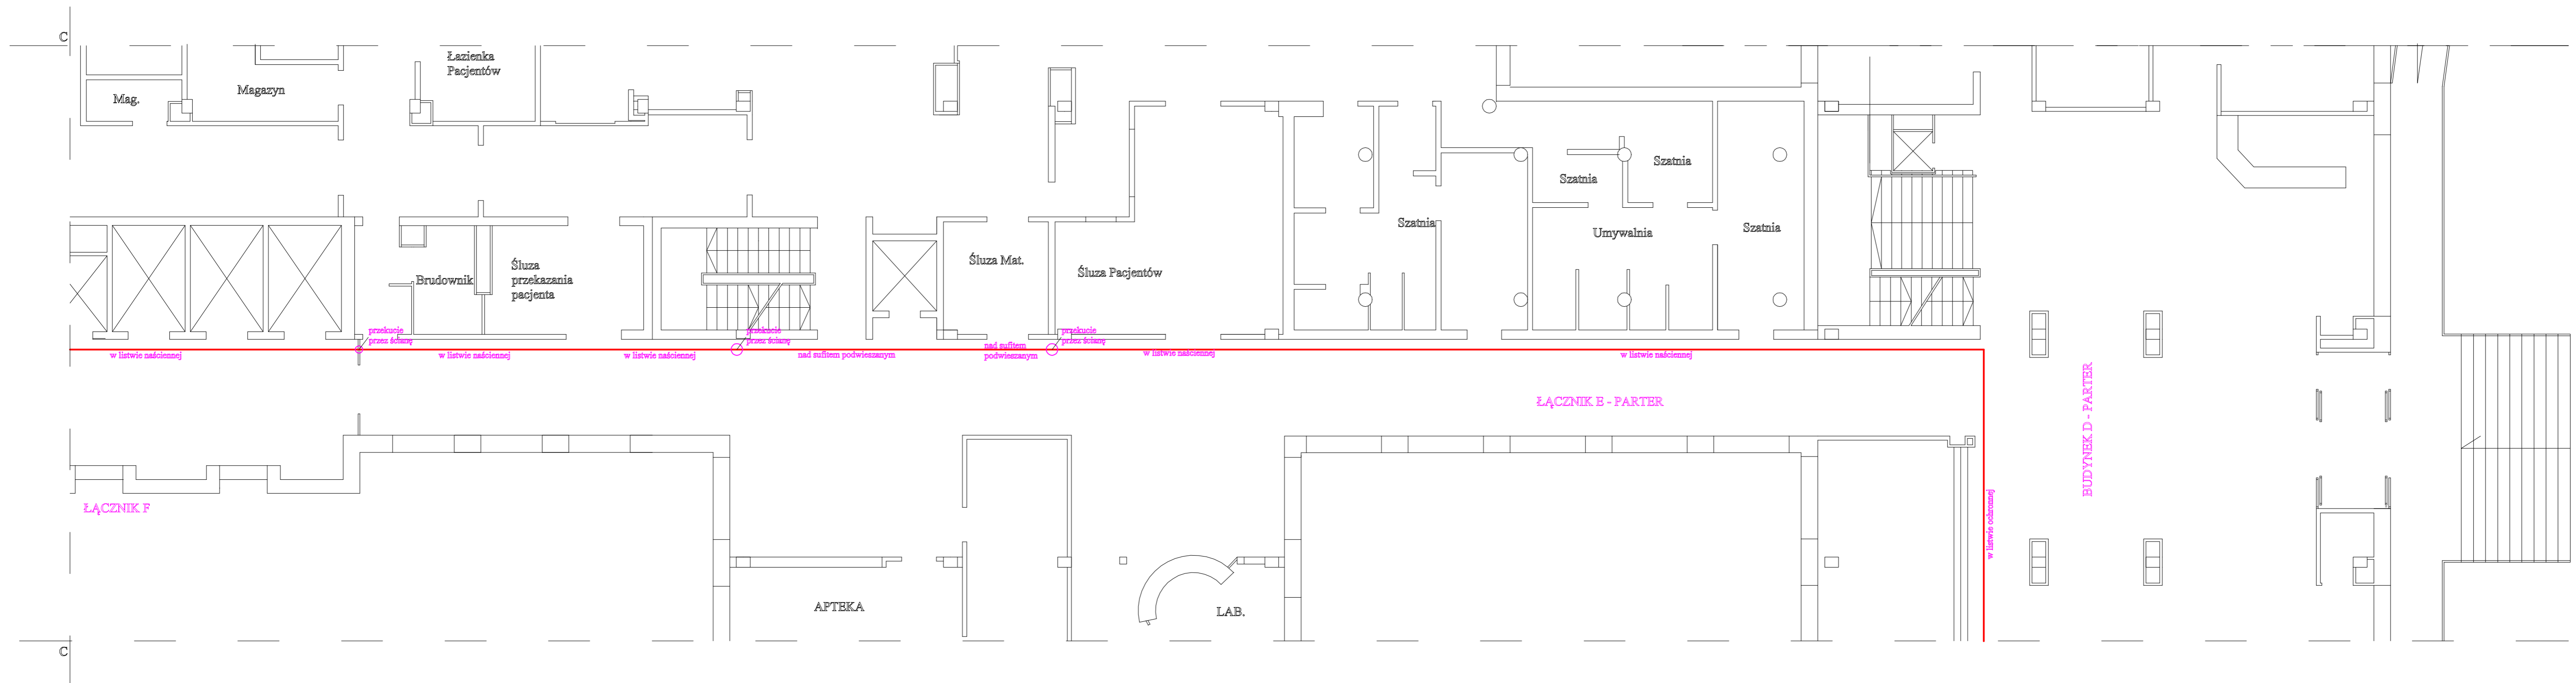 C
Łazienka
Pacjentów
Mag.
Magazyn
Szatnia
Szatnia
Szatnia
Umywalnia
Szatnia
Śluza Mat.
Śluza Pacjentów
Brudownik
Śluza
przekazania
pacjenta
przekucie
przez ścianę
przekucie
przez ścianę
przekucie
przez ścianę
w listwie naściennej
w listwie naściennej
w listwie naściennej
nad sufitem podwieszanym
nad sufitem
podwieszanym
w listwie naściennej
w listwie naściennej
ŁĄCZNIK E - PARTER
BUDYNEK D - PARTER
w listwie ochronnej
ŁĄCZNIK F
APTEKA
LAB.
C